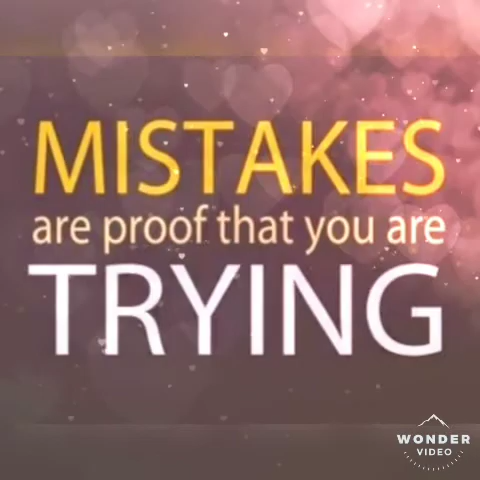 MISTAKES
are proof that you are
TRYING
WONDER
VIDEO